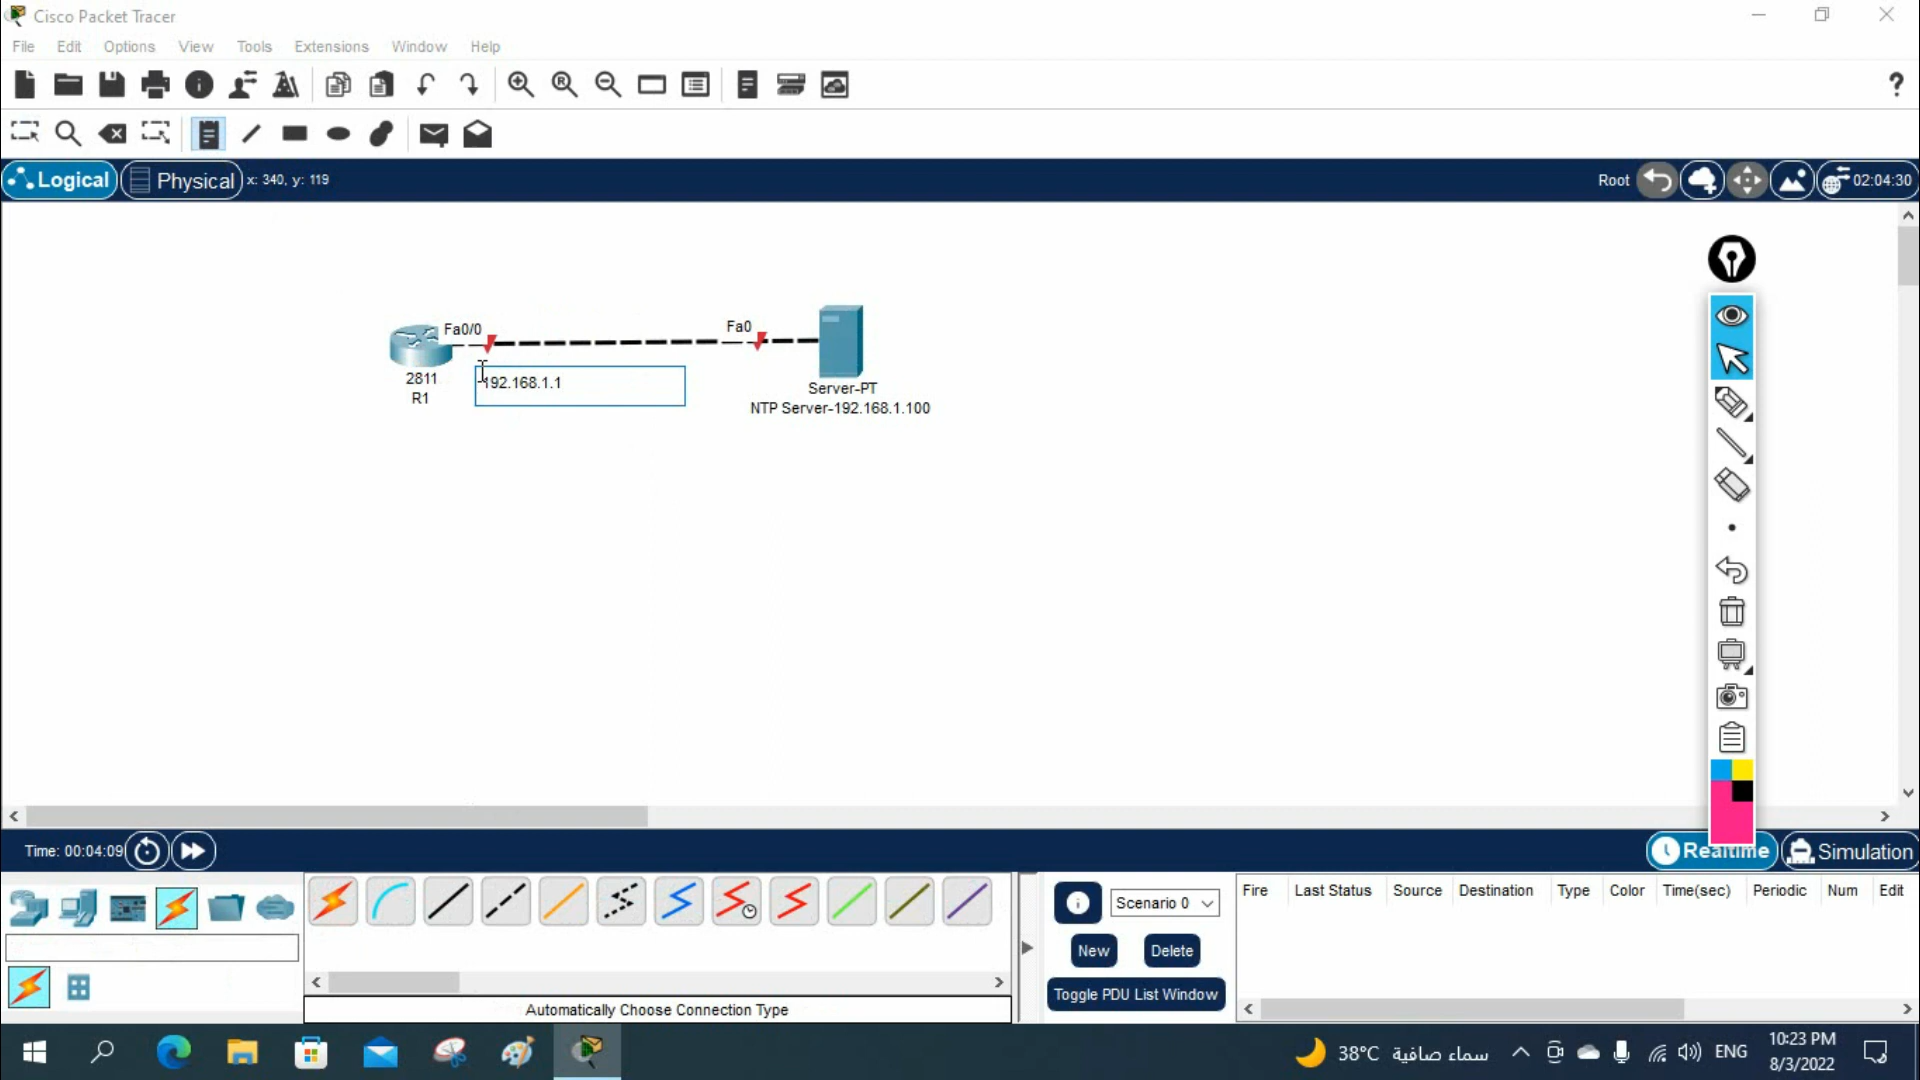 Cisco Packet Tracer
File Edit Options View Tools Extensions Window Help
?
Logical Physical x: 340, y: 119 Root 02:04:30
Fa0/0 Fa0
2811
R1
192.168.1.1
Server-PT
NTP Server-192.168.1.100
Time: 00:04:09 Realtime Simulation
Scenario 0 Fire Last Status Source Destination Type Color Time(sec) Periodic Num Edit
New Delete
Toggle PDU List Window
Automatically Choose Connection Type
38°C سماء صافية ENG 10:23 PM
8/3/2022